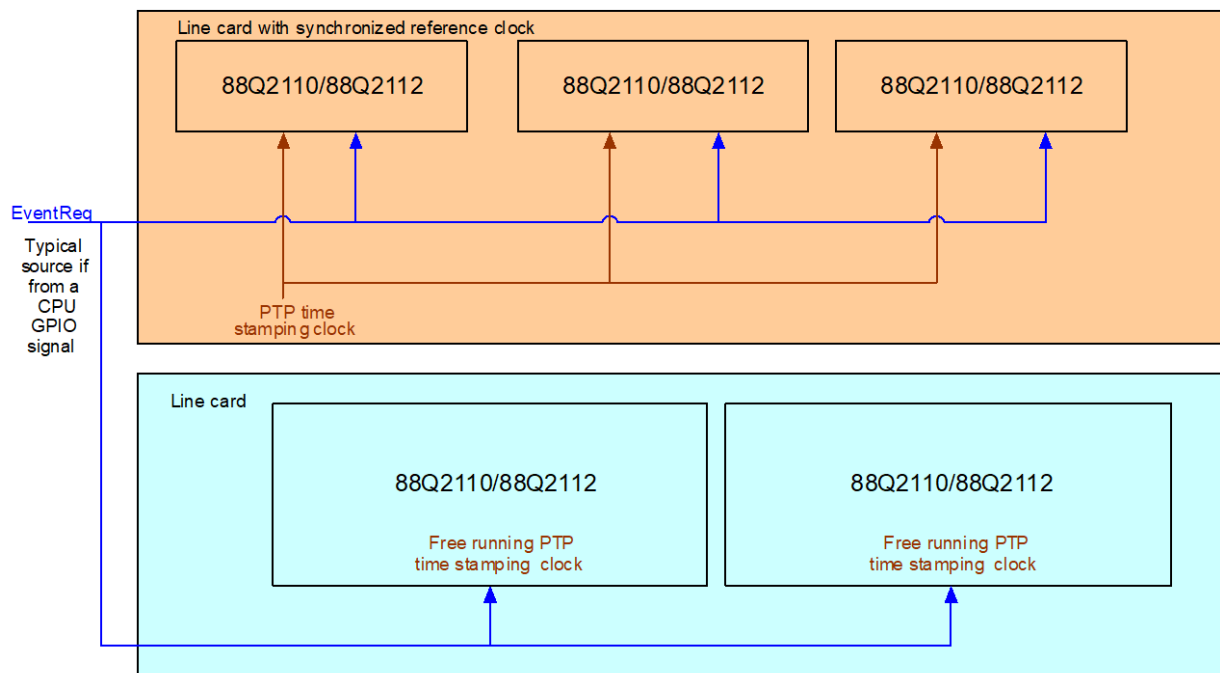 Line card with synchronized reference clock
88Q2110/88Q2112
88Q2110/88Q2112
88Q2110/88Q2112
EventReq
Typical
source if
from a
CPU
GPIO
signal
PTP time
stamping clock
Line card
88Q2110/88Q2112
Free running PTP
time stamping clock
88Q2110/88Q2112
Free running PTP
time stamping clock